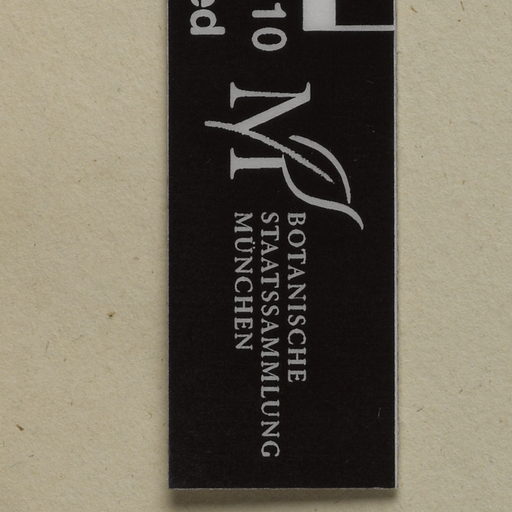 10
ed
BOTANISCHE
STAATSSAMMLUNG
MÜNCHEN